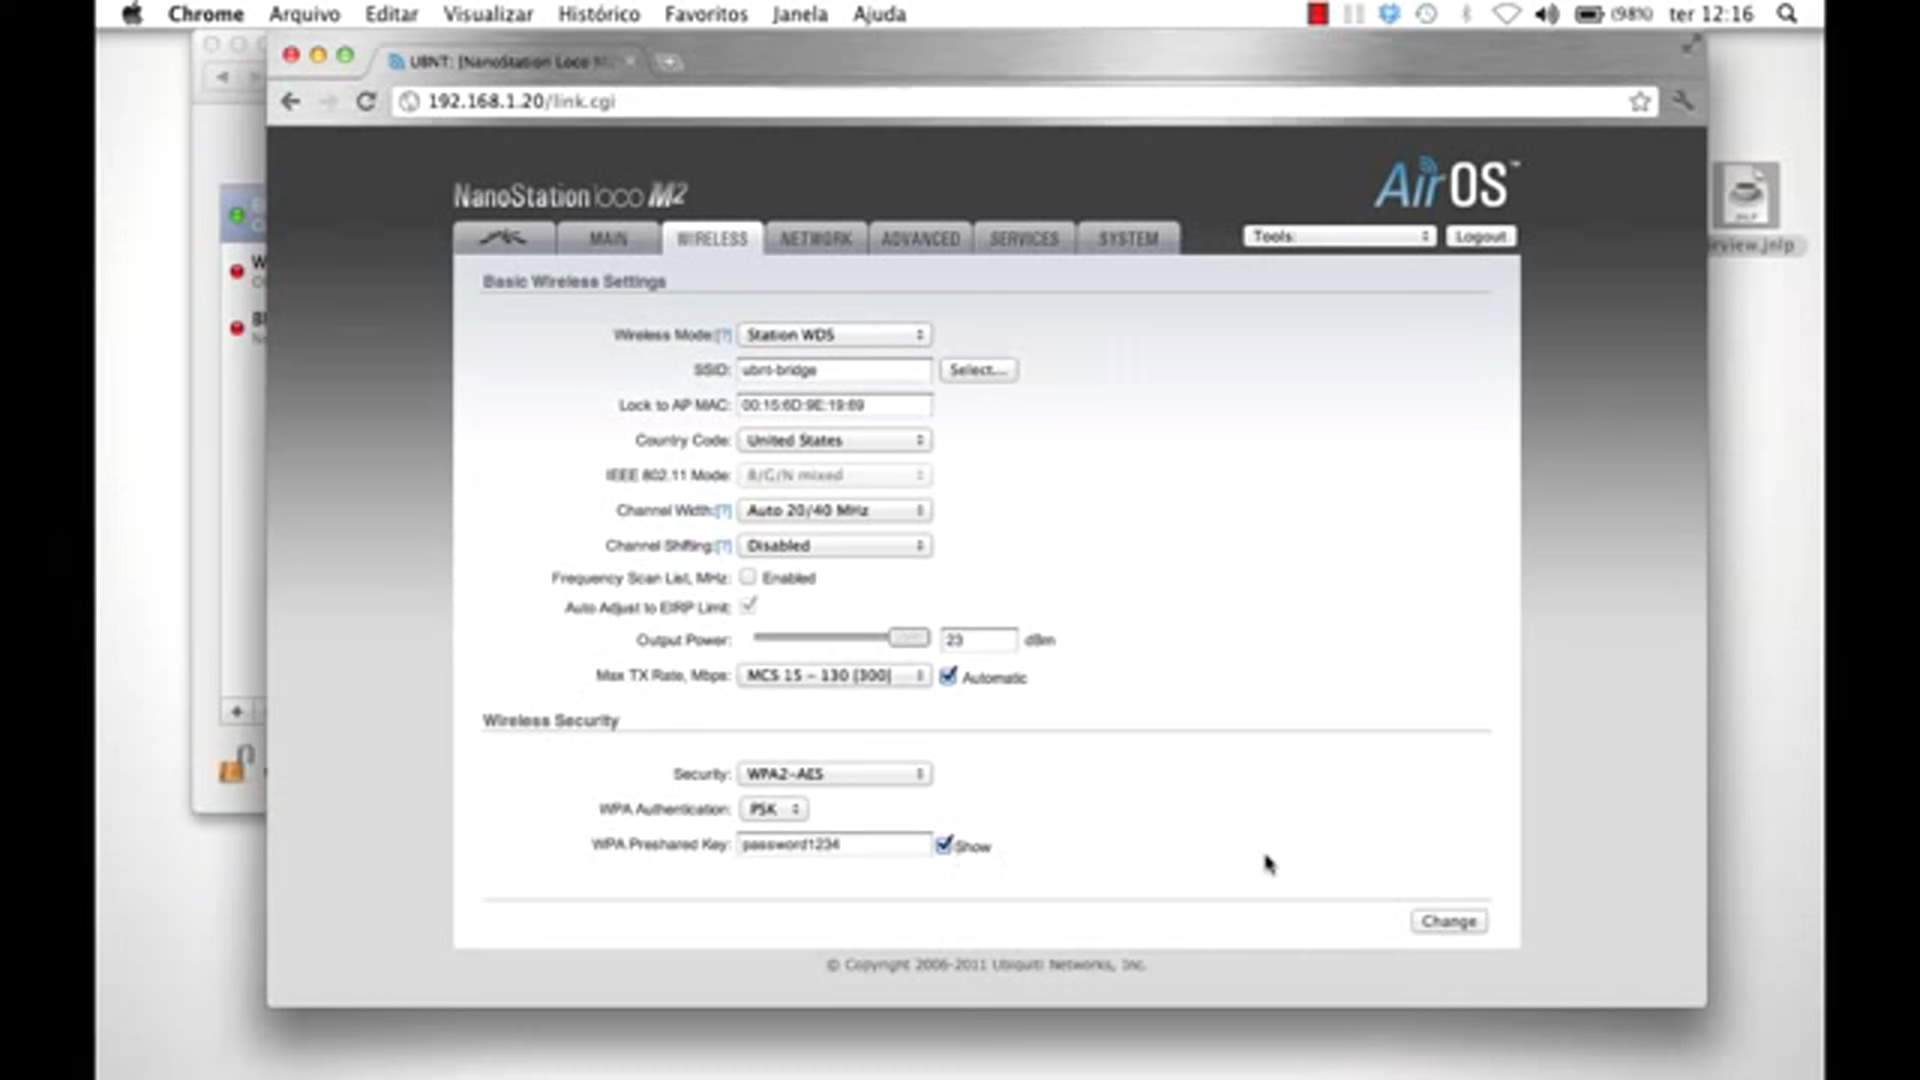 Chrome Arquivo Editar Visualizar Histórico Favoritos Janela Ajuda (98%) ter 12:16
UBNT: [NanoStation Loco M
192.168.1.20/link.cgi
NanoStation loco M2
AirOS™
MAIN WIRELESS NETWORK ADVANCED SERVICES SYSTEM Tools: Logout
Basic Wireless Settings
Wireless Mode:[?] Station WDS
SSID: ubnt-bridge Select...
Lock to AP MAC: 00:15:6D:9E:19:69
Country Code: United States
IEEE 802.11 Mode: B/G/N mixed
Channel Width:[?] Auto 20/40 MHz
Channel Shifting:[?] Disabled
Frequency Scan List, MHz: Enabled
Auto Adjust to EIRP Limit:
Output Power: 23 dBm
Max TX Rate, Mbps: MCS 15 - 130 [300] Automatic
Wireless Security
Security: WPA2-AES
WPA Authentication: PSK
WPA Preshared Key: password1234 Show
Change
© Copyright 2006-2011 Ubiquiti Networks, Inc.